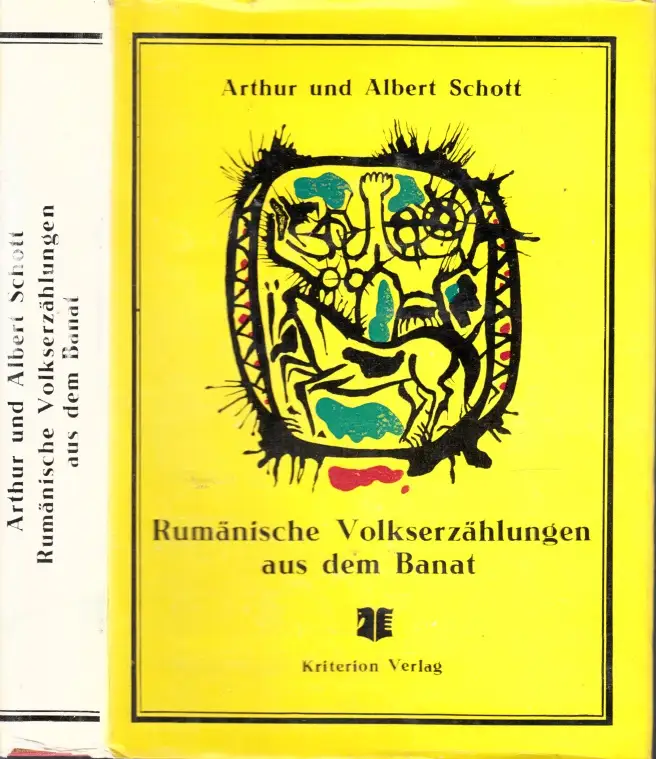 Arthur und Albert Schott
Rumänische Volkserzählungen
aus dem Banat
Arthur und Albert Schott
Rumänische Volkserzählungen
aus dem Banat
Kriterion Verlag